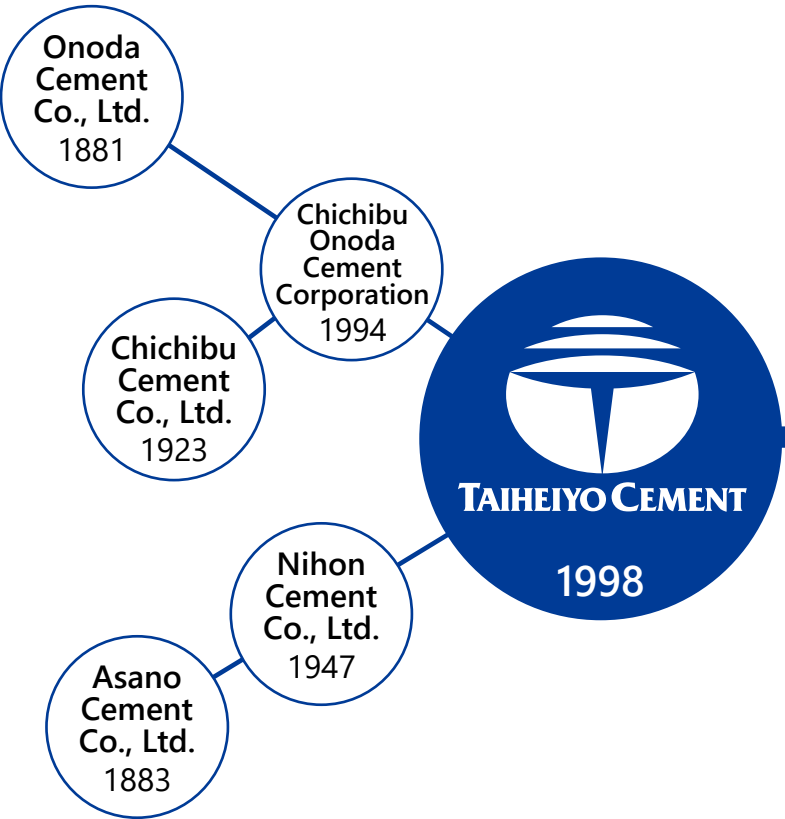 Onoda
Cement
Co., Ltd.
1881
Chichibu
Onoda
Cement
Corporation
1994
Chichibu
Cement
Co., Ltd.
1923
TAIHEIYO CEMENT
1998
Nihon
Cement
Co., Ltd.
1947
Asano
Cement
Co., Ltd.
1883